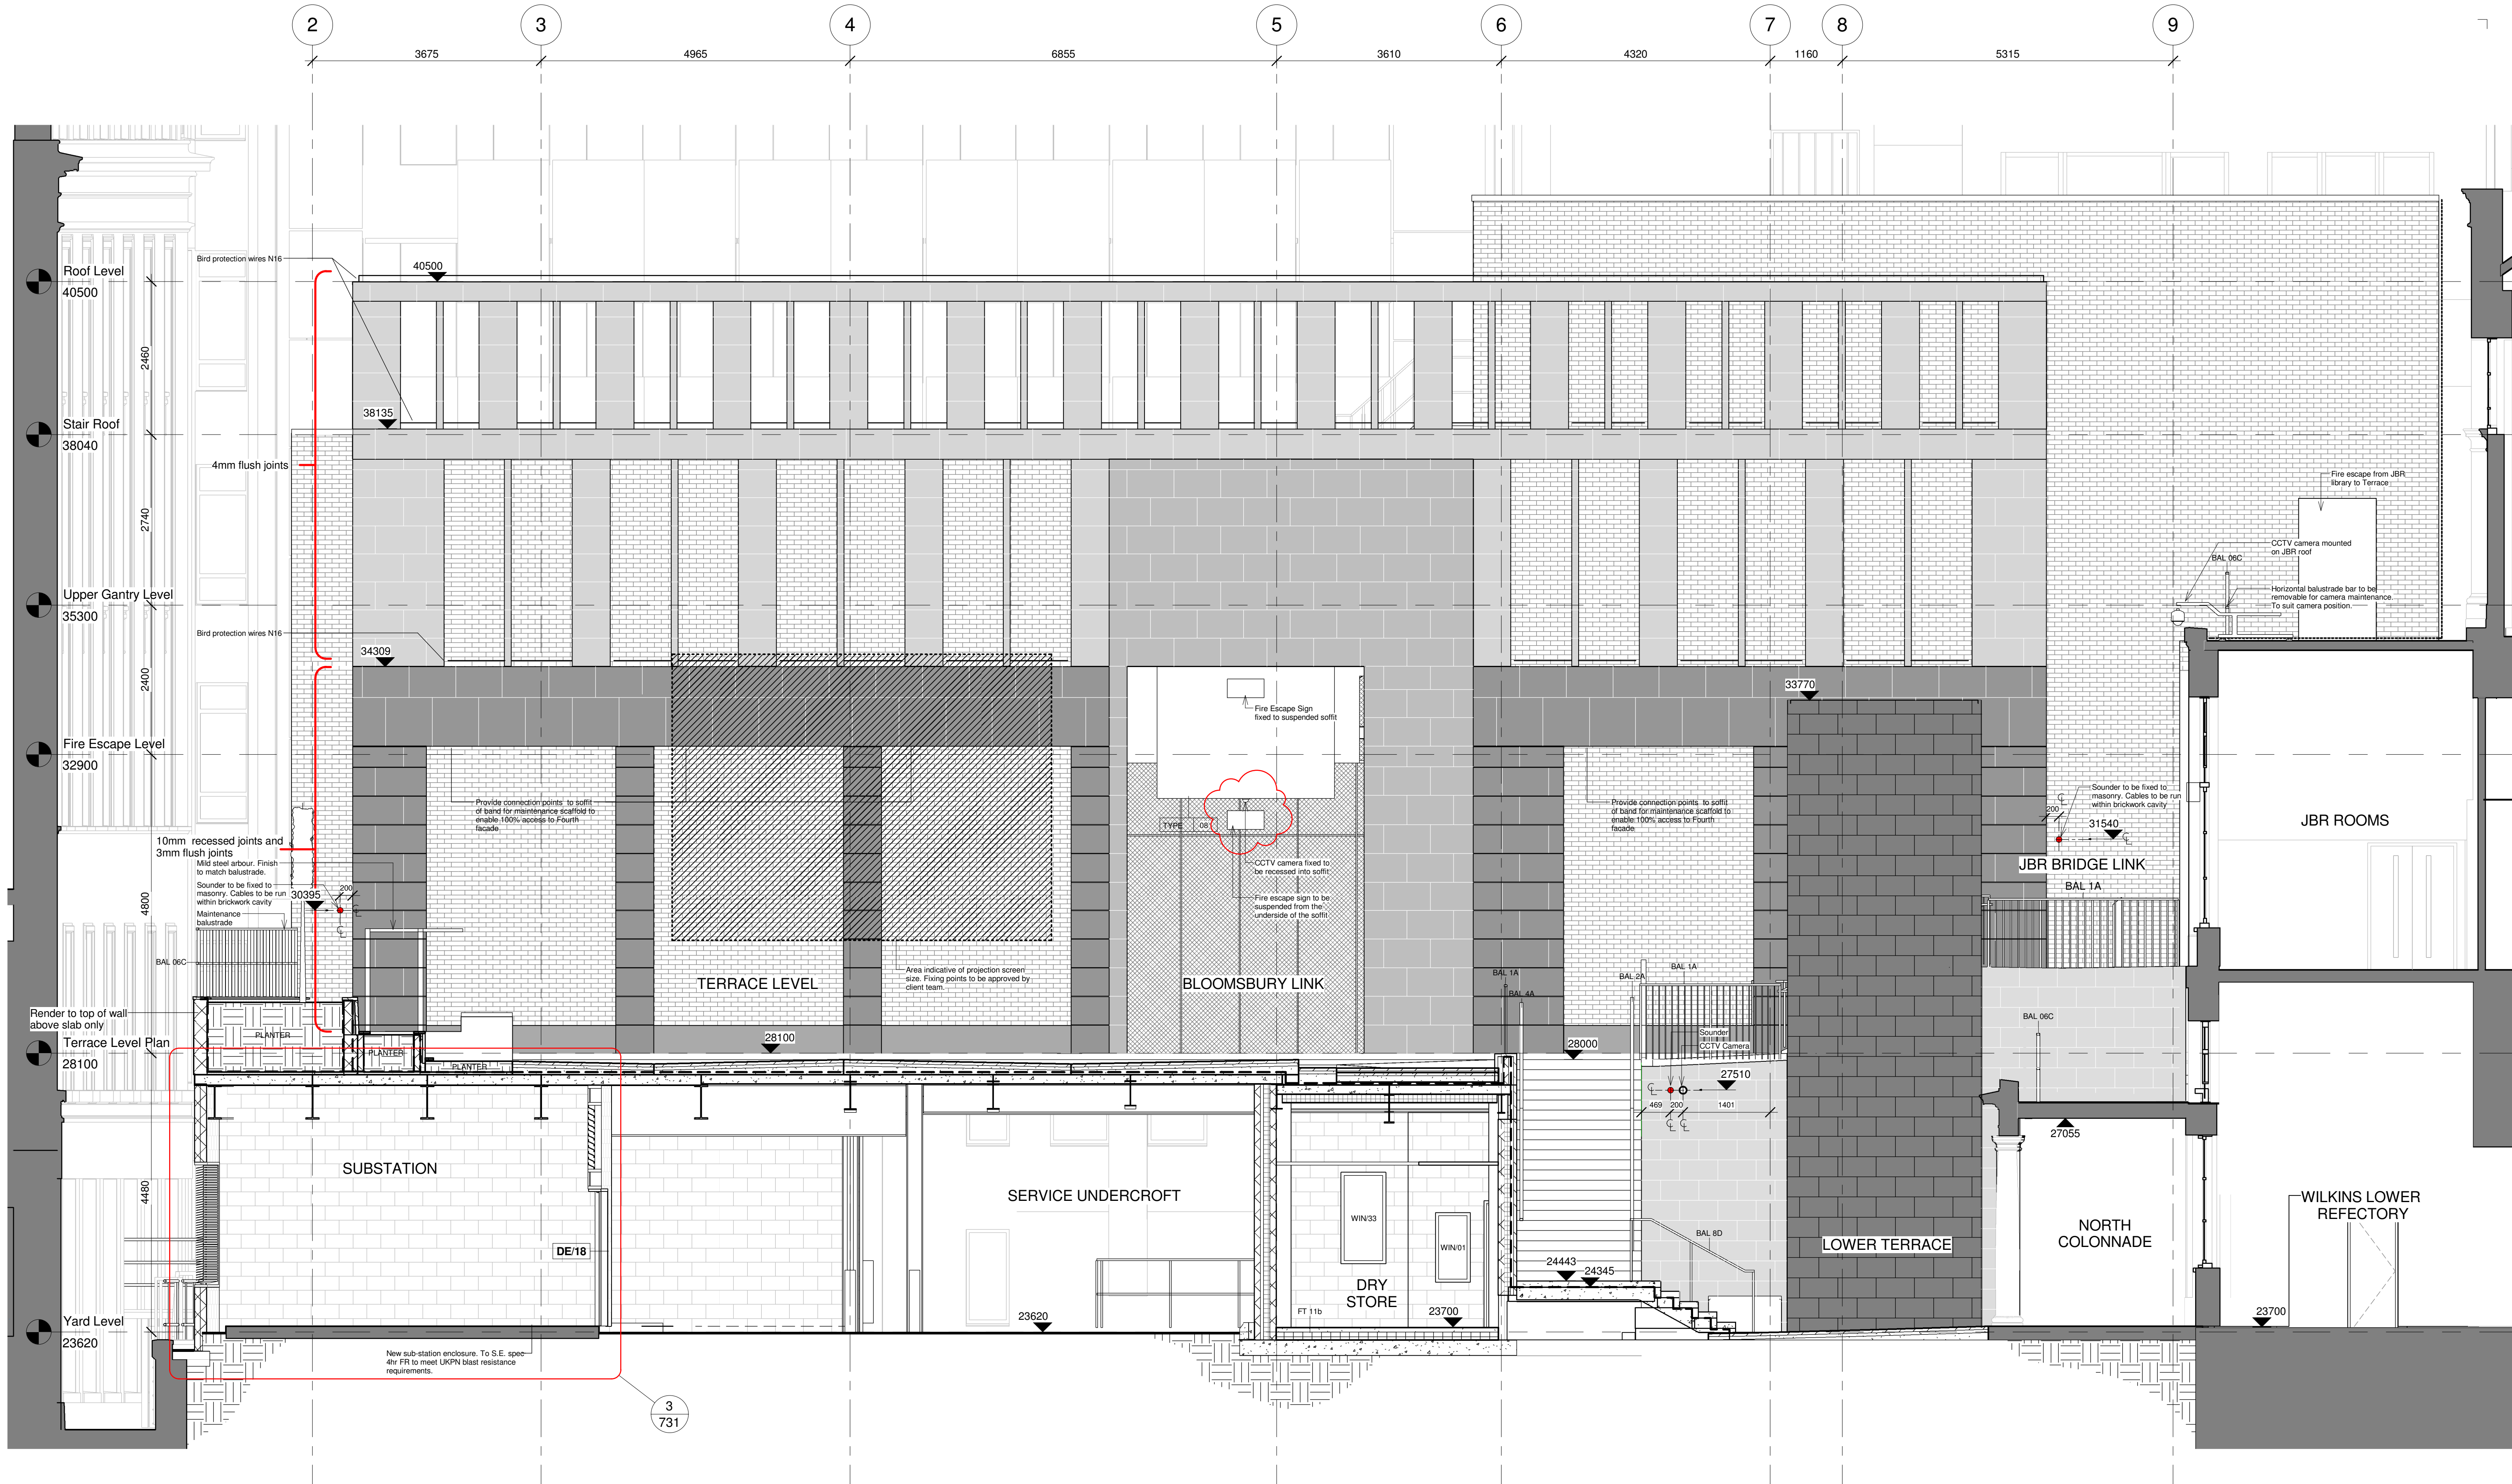 2
3
4
5
6
7
8
9
3675
4965
6855
3610
4320
1160
5315
Roof Level
40500
Bird protection wires N16
40500
2460
Stair Roof
38040
38135
4mm flush joints
2740
Fire escape from JBR
library to Terrace
CCTV camera mounted
on JBR roof
BAL 06C
Horizontal balustrade bar to be
removable for camera maintenance.
To suit camera position.
Upper Gantry Level
35300
Bird protection wires N16
34309
2400
33770
Fire Escape Sign
fixed to suspended soffit
Fire Escape Level
32900
Provide connection points to soffit
of band for maintenance scaffold to
enable 100% access to Fourth
facade
TYPE 08
Provide connection points to soffit
of band for maintenance scaffold to
enable 100% access to Fourth
facade
Sounder to be fixed to
masonry. Cables to be run
within brickwork cavity
200
31540
JBR ROOMS
10mm recessed joints and
3mm flush joints
Mild steel arbour. Finish
to match balustrade.
Sounder to be fixed to
masonry. Cables to be run
within brickwork cavity
200
30395
Maintenance
balustrade
4800
CCTV camera fixed to
be recessed into soffit
Fire escape sign to be
suspended from the
underside of the soffit
JBR BRIDGE LINK
BAL 1A
BAL 06C
TERRACE LEVEL
Area indicative of projection screen
size. Fixing points to be approved by
client team.
BLOOMSBURY LINK
BAL 1A
BAL 4A
BAL 2A
BAL 1A
Render to top of wall
above slab only
PLANTER
PLANTER
PLANTER
Terrace Level Plan
28100
28100
28000
Sounder
CCTV Camera
BAL 06C
27510
469
200
1401
27055
SUBSTATION
4480
SERVICE UNDERCROFT
WIN/33
WIN/01
DE/18
BAL 8D
LOWER TERRACE
NORTH
COLONNADE
WILKINS LOWER
REFECTORY
24443
24345
DRY
STORE
FT 11b
23700
23620
23700
Yard Level
23620
New sub-station enclosure. To S.E. spec
4hr FR to meet UKPN blast resistance
requirements.
3
731